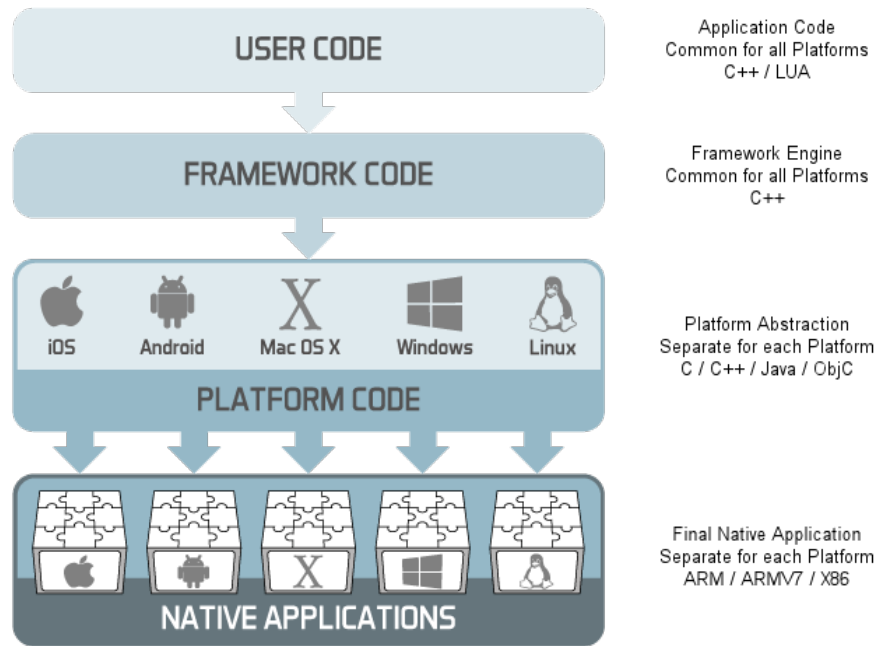 USER CODE
Application Code
Common for all Platforms
C++ / LUA
FRAMEWORK CODE
Framework Engine
Common for all Platforms
C++
iOS
Android
Mac OS X
Windows
Linux
PLATFORM CODE
Platform Abstraction
Separate for each Platform
C / C++ / Java / ObjC
NATIVE APPLICATIONS
Final Native Application
Separate for each Platform
ARM / ARMV7 / X86